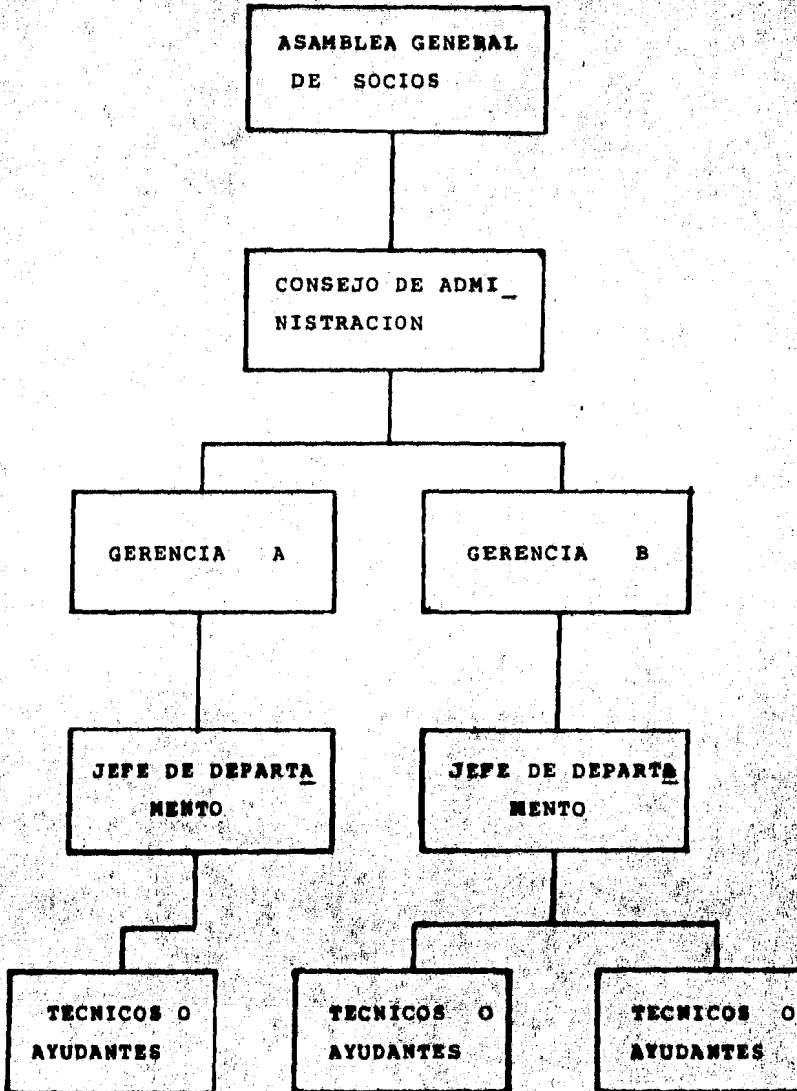 ASAMBLEA GENERAL
DE SOCIOS
CONSEJO DE ADMI_
NISTRACION
GERENCIA A
GERENCIA B
JEFE DE DEPARTA
MENTO
JEFE DE DEPARTA
MENTO
TECNICOS O
AYUDANTES
TECNICOS O
AYUDANTES
TECNICOS O
AYUDANTES